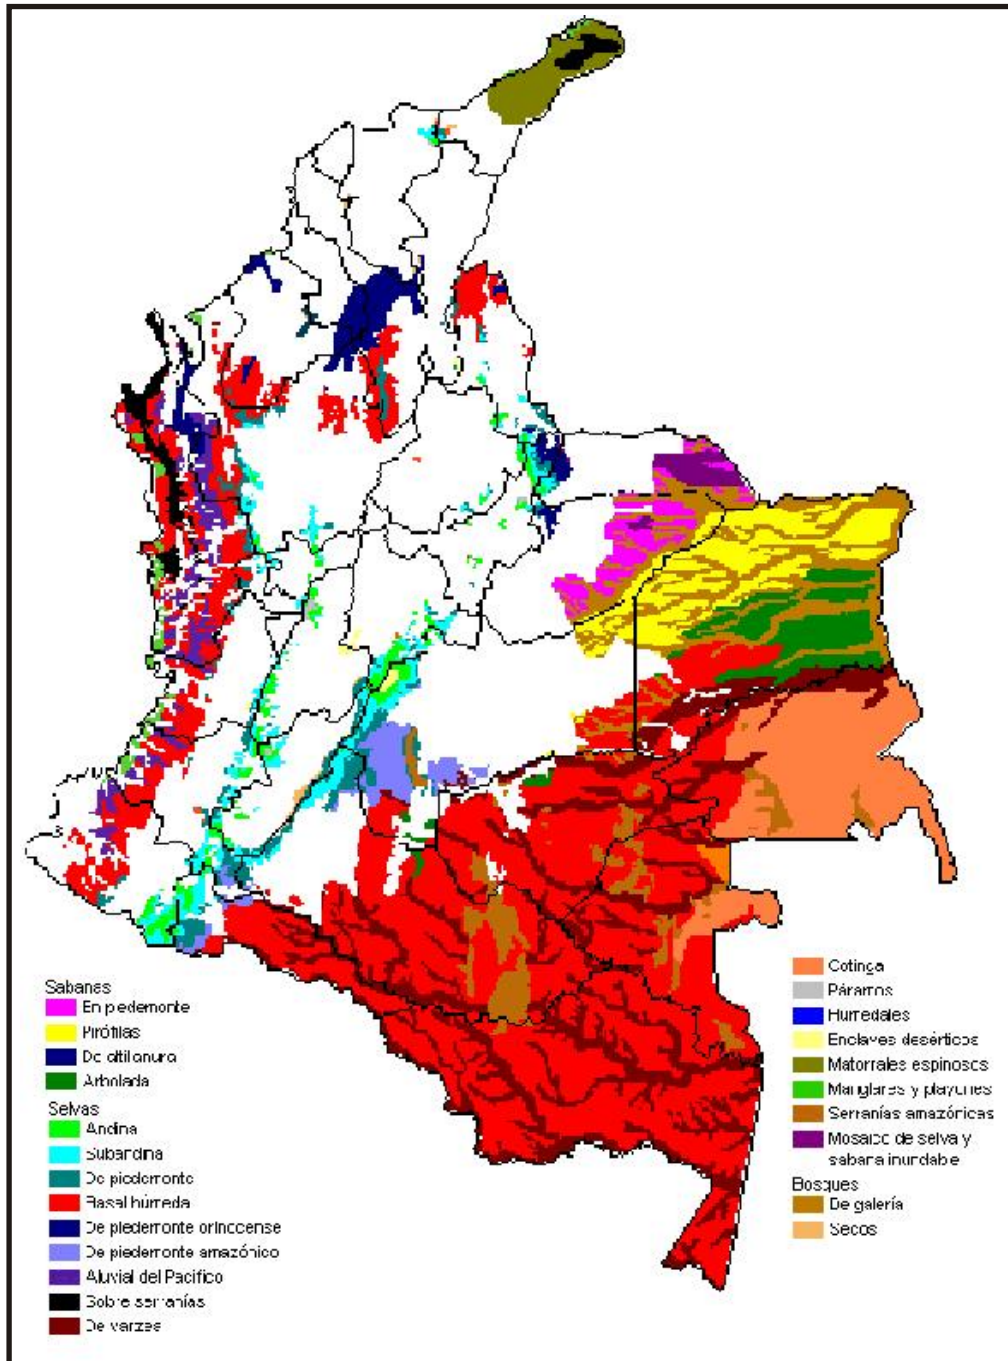 Sabanas
En piedemonte
Pirófilas
De altillanura
Arbolada
Selvas
Andina
Subandina
De piedemonte
Basal húmeda
De piedemonte orinocense
De piedemonte amazónico
Aluvial del Pacífico
Sobre serranías
De varzea
Cotinga
Páramos
Humedales
Enclaves desérticos
Matorrales espinosos
Manglares y playones
Serranías amazónicas
Mosaico de selva y
sabana inundable
Bosques
De galería
Secos